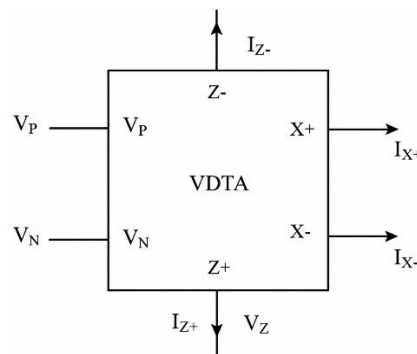 I_Z-
Z-
V_P V_P X+
I_X+
VDTA
V_N V_N X-
I_X-
Z+
I_Z+ V_Z